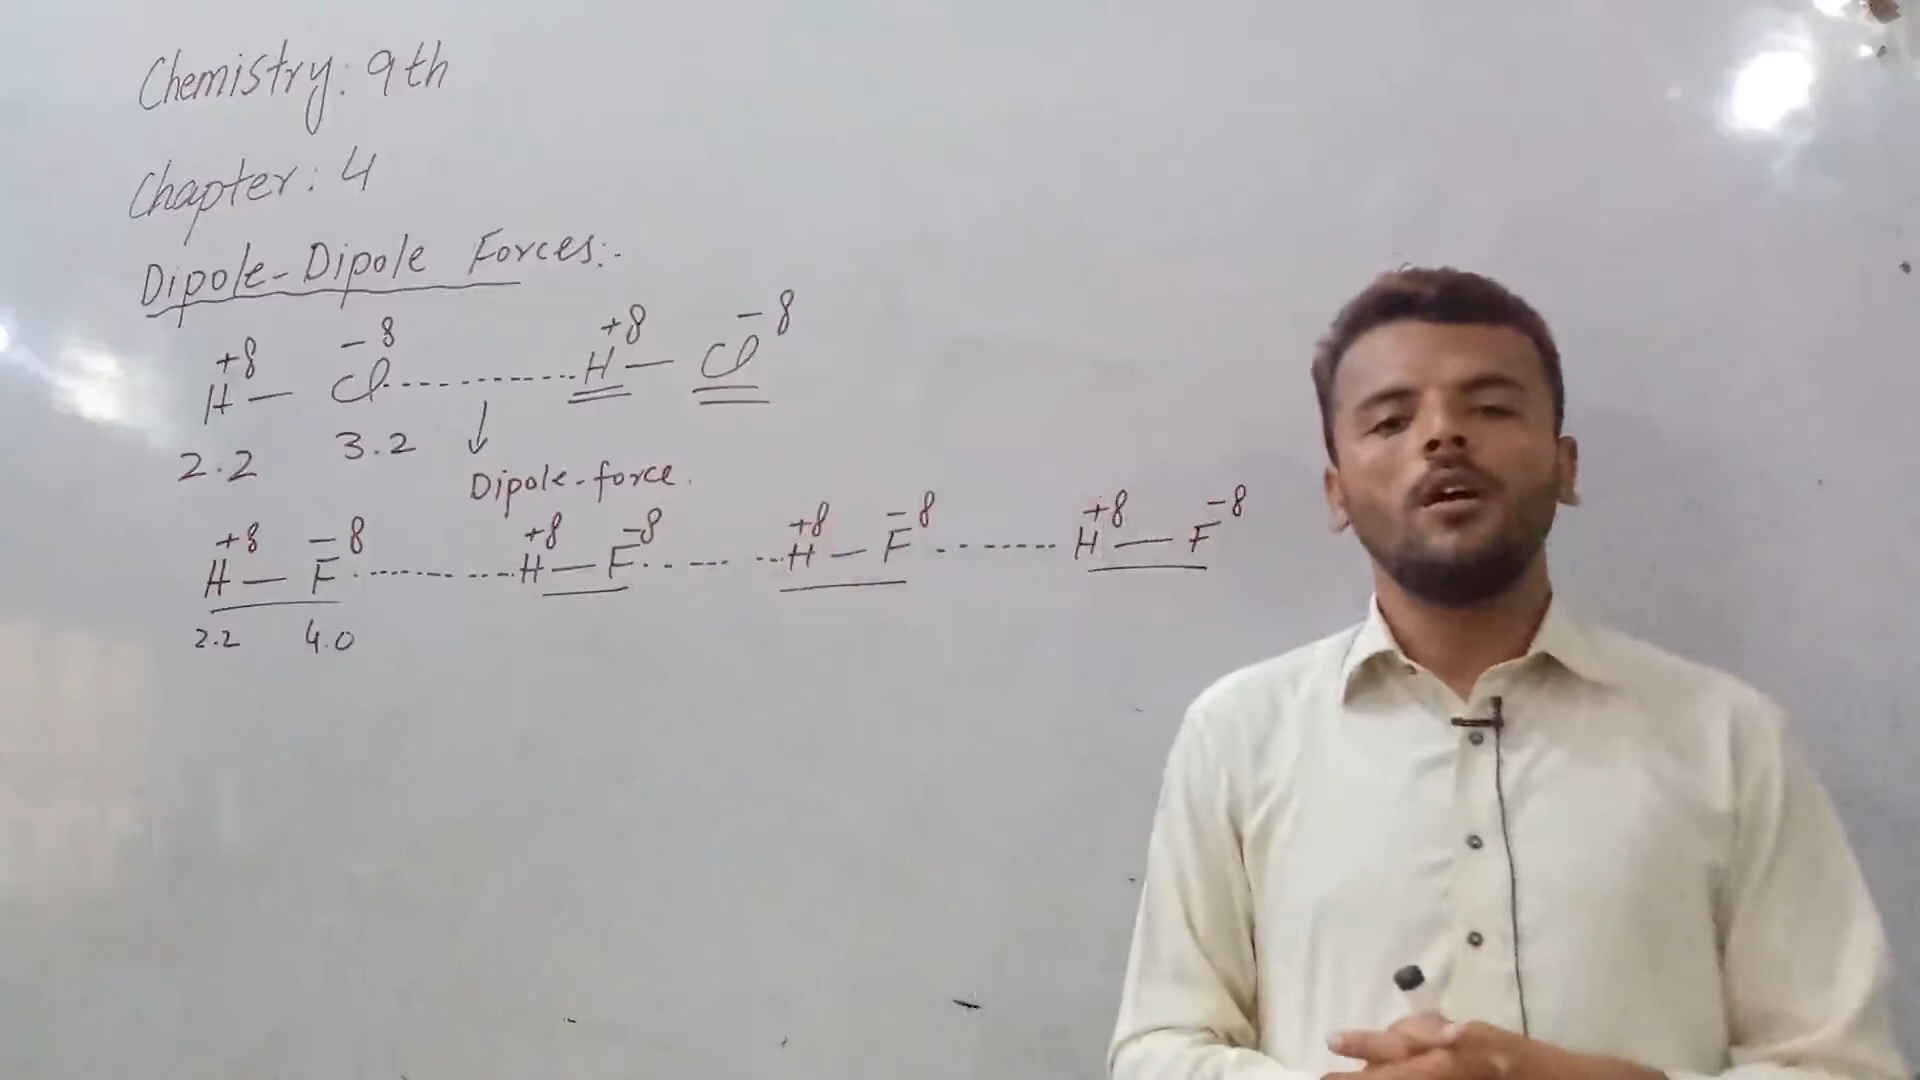 Chemistry: 9th
Chapter: 4
Dipole-Dipole Forces:-
+δ -δ +δ -δ
H — Cl ............... H — Cl
2.2 3.2
↓
Dipole-force.
+δ -δ +δ -δ +δ -δ +δ -δ
H — F ............... H — F ............ H — F ............ H — F
2.2 4.0